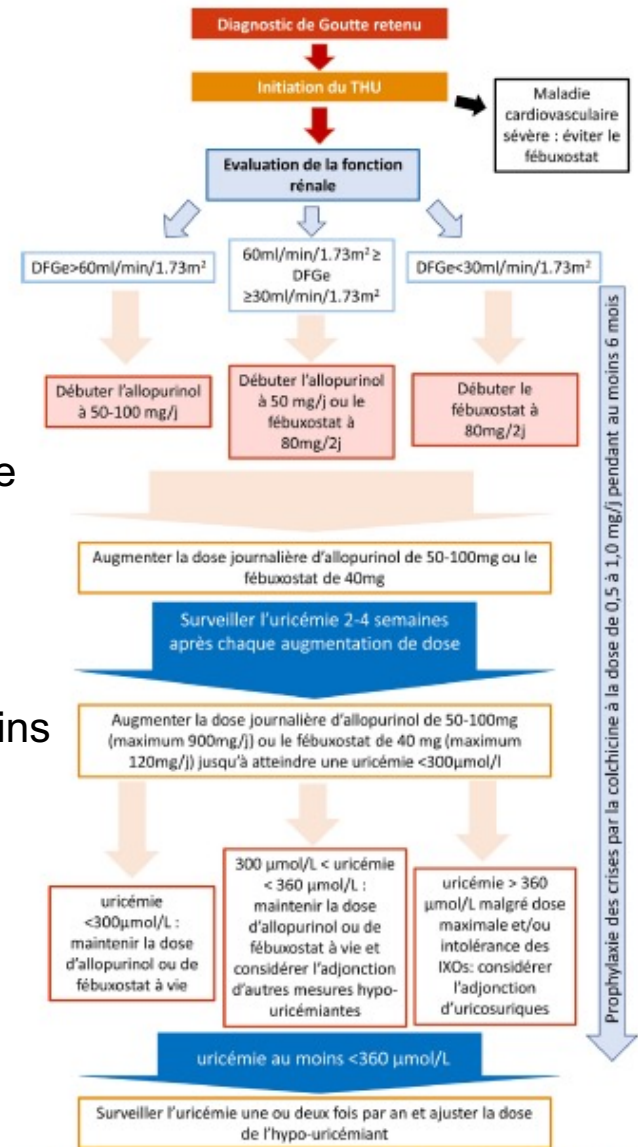 Diagnostic de Goutte retenu
Initiation du THU
Maladie
cardiovasculaire
sévère : éviter le
fébuxostat
Evaluation de la fonction
rénale
DFGe>60ml/min/1.73m²
60ml/min/1.73m² ≥
DFGe
≥30ml/min/1.73m²
DFGe<30ml/min/1.73m²
Débuter l'allopurinol
à 50-100 mg/j
Débuter l'allopurinol
à 50 mg/j ou le
fébuxostat à
80mg/2j
Débuter le
fébuxostat à
80mg/2j
e
Augmenter la dose journalière d'allopurinol de 50-100mg ou le
fébuxostat de 40mg
Surveiller l'uricémie 2-4 semaines
après chaque augmentation de dose
ins
Augmenter la dose journalière d'allopurinol de 50-100mg
(maximum 900mg/j) ou le fébuxostat de 40 mg (maximum
120mg/j) jusqu'à atteindre une uricémie <300µmol/l
uricémie
<300µmol/L :
maintenir la dose
d'allopurinol ou de
fébuxostat à vie
300 µmol/L < uricémie
< 360 µmol/L :
maintenir la dose
d'allopurinol ou de
fébuxostat à vie et
considérer l'adjonction
d'autres mesures hypo-
uricémiantes
uricémie > 360
µmol/L malgré dose
maximale et/ou
intolérance des
IXOs: considérer
l'adjonction
d'uricosuriques
uricémie au moins <360 µmol/L
Surveiller l'uricémie une ou deux fois par an et ajuster la dose
de l'hypo-uricémiant
Prophylaxie des crises par la colchicine à la dose de 0,5 à 1,0 mg/j pendant au moins 6 mois